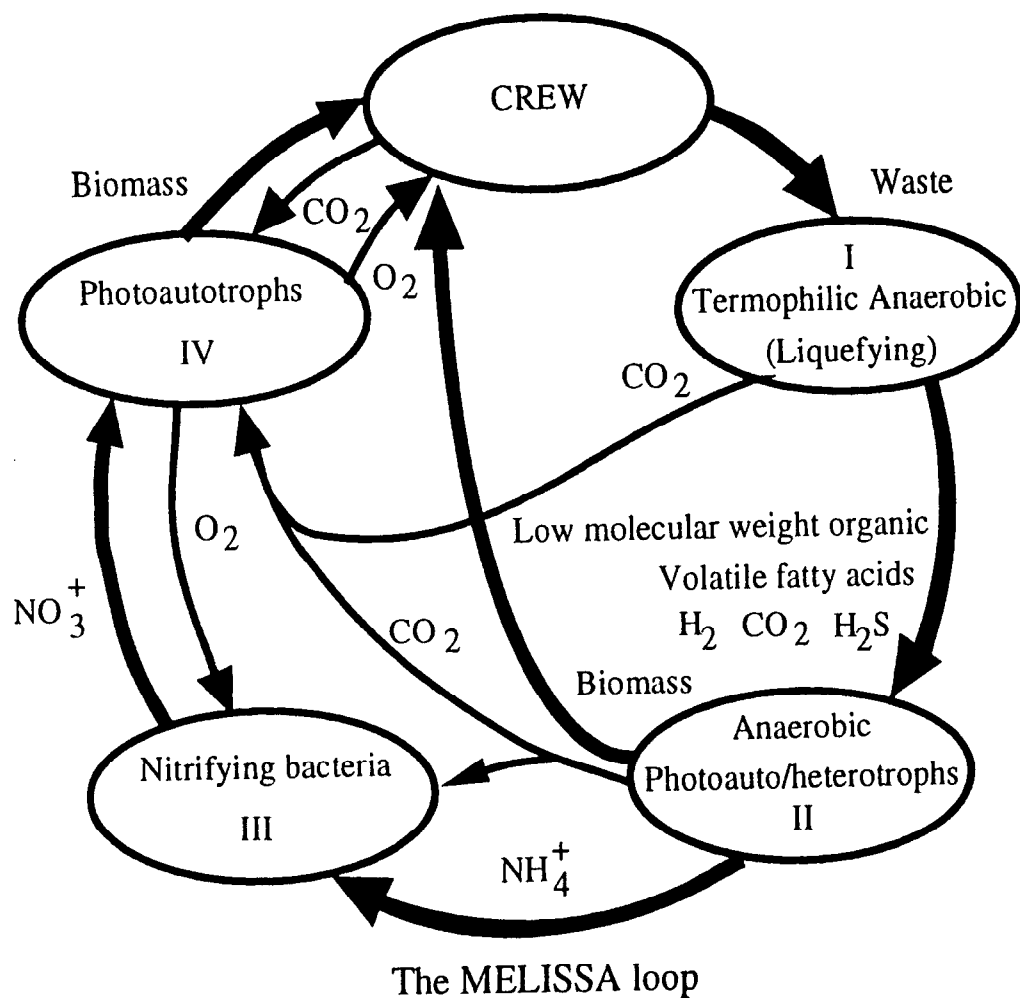 CREW
Biomass
Waste
CO2
O2
I
Termophilic Anaerobic
(Liquefying)
Photoautotrophs
IV
CO2
O2
Low molecular weight organic
Volatile fatty acids
H2 CO2 H2S
NO3+
CO2
Biomass
Anaerobic
Photoauto/heterotrophs
II
Nitrifying bacteria
III
NH4+
The MELISSA loop